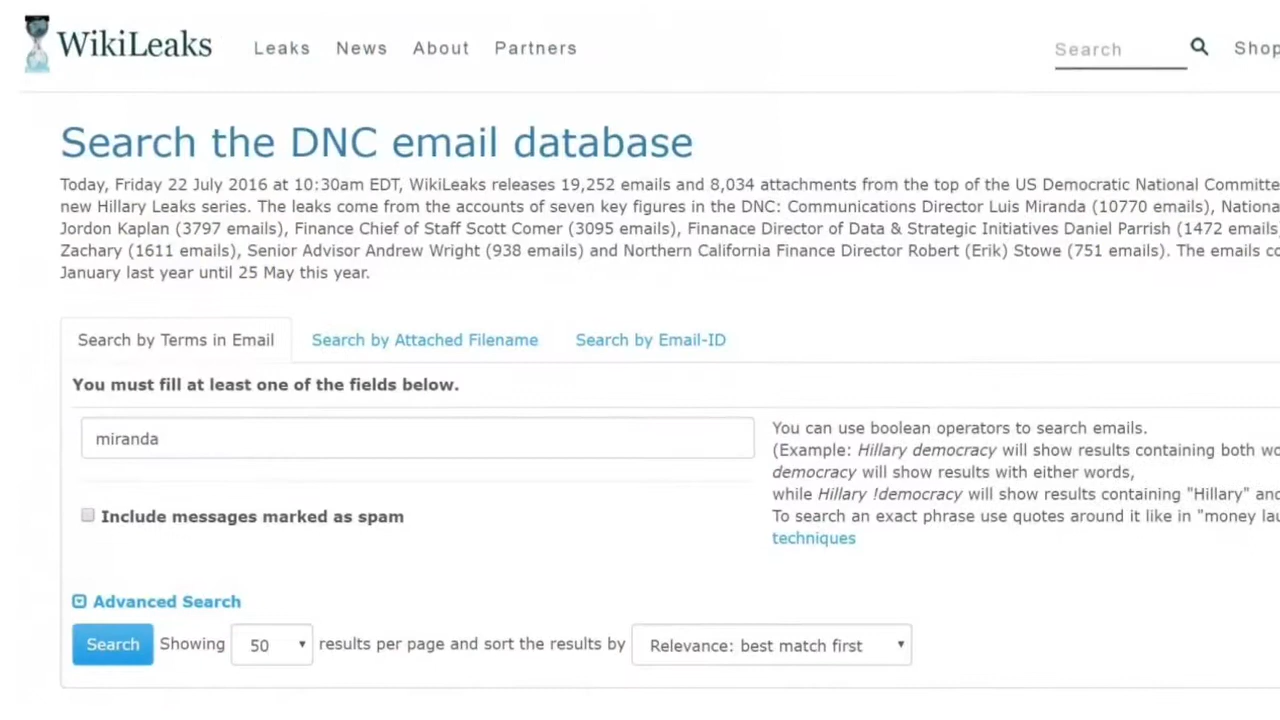 WikiLeaks Leaks News About Partners Search Shop
Search the DNC email database
Today, Friday 22 July 2016 at 10:30am EDT, WikiLeaks releases 19,252 emails and 8,034 attachments from the top of the US Democratic National Committe
new Hillary Leaks series. The leaks come from the accounts of seven key figures in the DNC: Communications Director Luis Miranda (10770 emails), Nationa
Jordon Kaplan (3797 emails), Finance Chief of Staff Scott Comer (3095 emails), Finanace Director of Data & Strategic Initiatives Daniel Parrish (1472 emails)
Zachary (1611 emails), Senior Advisor Andrew Wright (938 emails) and Northern California Finance Director Robert (Erik) Stowe (751 emails). The emails co
January last year until 25 May this year.
Search by Terms in Email Search by Attached Filename Search by Email-ID
You must fill at least one of the fields below.
miranda
You can use boolean operators to search emails.
(Example: Hillary democracy will show results containing both wo
democracy will show results with either words,
while Hillary !democracy will show results containing "Hillary" and
To search an exact phrase use quotes around it like in "money lau
techniques
Include messages marked as spam
Advanced Search
Search Showing 50 results per page and sort the results by Relevance: best match first